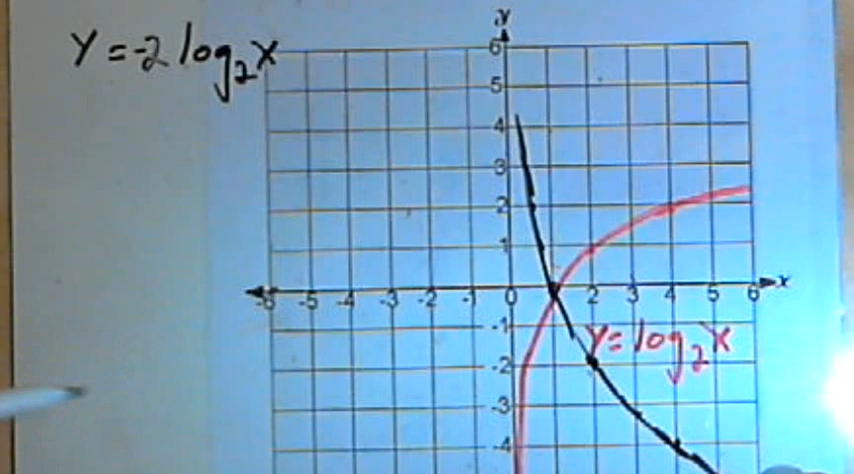 y
Y = -2 log₂x
6
5
4
3
2
1
-6 -5 -4 -3 -2 -1 0 1 2 3 4 5 6 x
-1
y = log₂x
-2
-3
-4